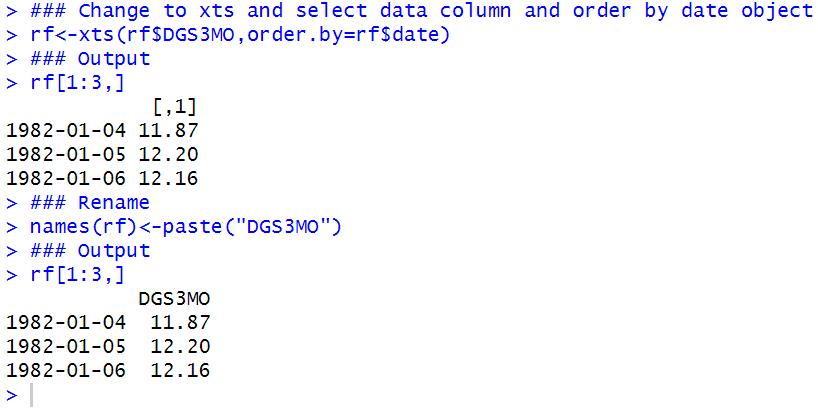 > ### Change to xts and select data column and order by date object
> rf<-xts(rf$DGS3MO,order.by=rf$date)
> ### Output
> rf[1:3,]
            [,1]
1982-01-04 11.87
1982-01-05 12.20
1982-01-06 12.16
> ### Rename
> names(rf)<-paste("DGS3MO")
> ### Output
> rf[1:3,]
           DGS3MO
1982-01-04  11.87
1982-01-05  12.20
1982-01-06  12.16
>